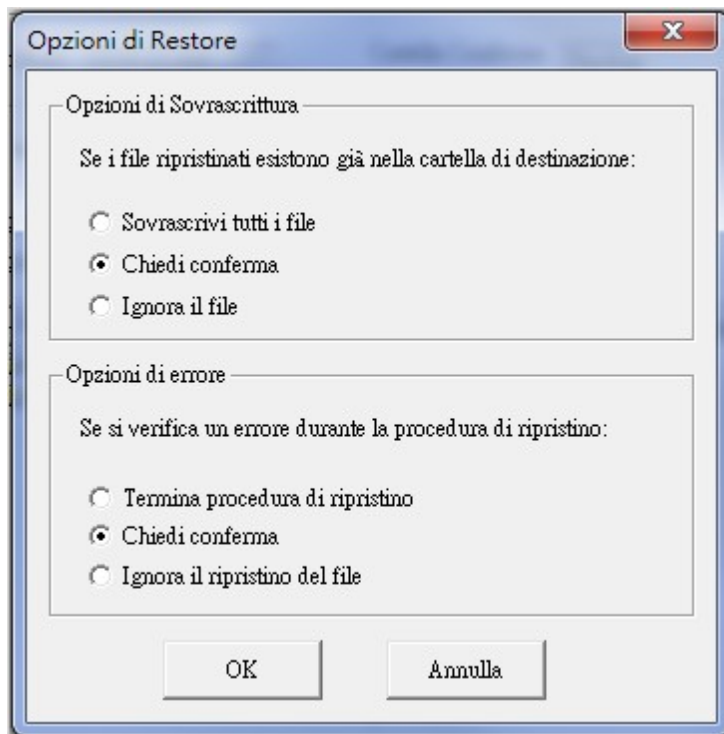 Opzioni di Restore
Opzioni di Sovrascrittura
Se i file ripristinati esistono già nella cartella di destinazione:
Sovrascrivi tutti i file
Chiedi conferma
Ignora il file
Opzioni di errore
Se si verifica un errore durante la procedura di ripristino:
Termina procedura di ripristino
Chiedi conferma
Ignora il ripristino del file
OK
Annulla